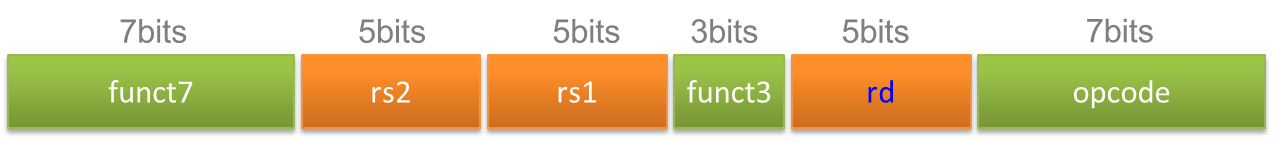 7bits 5bits 5bits 3bits 5bits 7bits
funct7 rs2 rs1 funct3 rd opcode